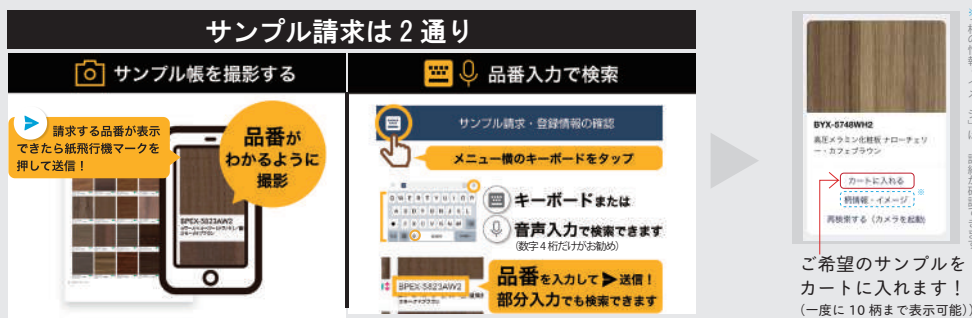 サンプル請求は2通り
サンプル帳を撮影する
請求する品番が表示
できたら紙飛行機マークを
押して送信！
品番が
わかるように
撮影
BPEX-5823AW2
品番入力で検索
サンプル請求・登録情報の確認
メニュー横のキーボードをタップ
キーボードまたは
音声入力で検索できます
(数字4桁だけがお勧め)
BPEX-5823AW2
品番を入力して➤送信！
部分入力でも検索できます
BYX-8748WH2
高圧メラミン化粧板 ナローチェリ
ー・カフェブラウン
カートに入れる
柄情報・イメージ
※
再検索する（カメラを起動）
ご希望のサンプルを
カートに入れます！
（一度に10柄まで表示可能））